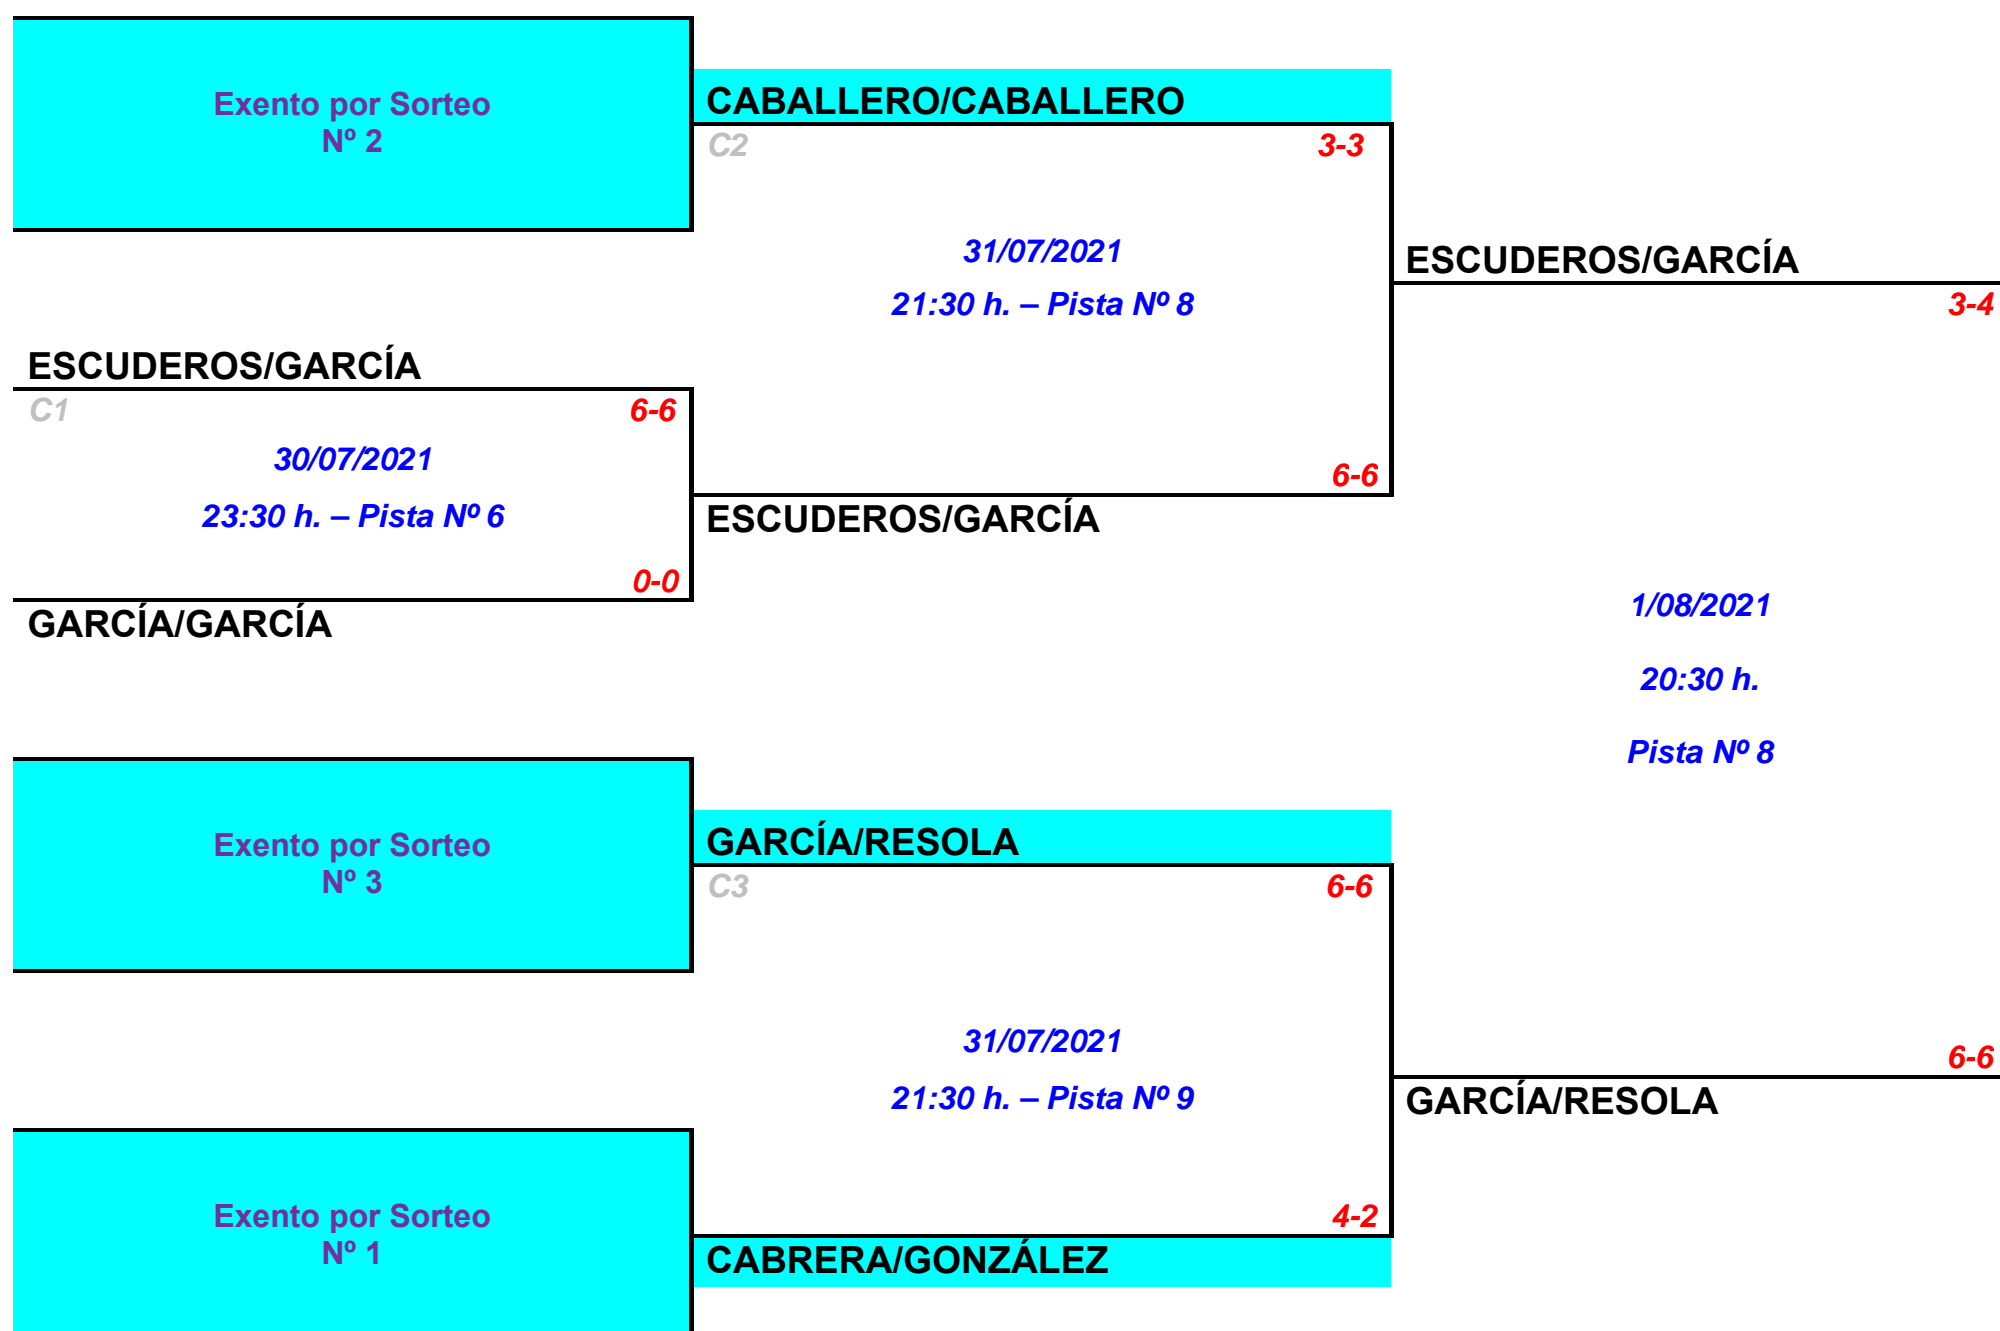 Exento por Sorteo
Nº 2
CABALLERO/CABALLERO
C2
3-3
31/07/2021
21:30 h. – Pista Nº 8
ESCUDEROS/GARCÍA
3-4
ESCUDEROS/GARCÍA
C1
6-6
30/07/2021
23:30 h. – Pista Nº 6
6-6
ESCUDEROS/GARCÍA
0-0
GARCÍA/GARCÍA
1/08/2021
20:30 h.
Pista Nº 8
Exento por Sorteo
Nº 3
GARCÍA/RESOLA
C3
6-6
31/07/2021
21:30 h. – Pista Nº 9
6-6
GARCÍA/RESOLA
Exento por Sorteo
Nº 1
4-2
CABRERA/GONZÁLEZ